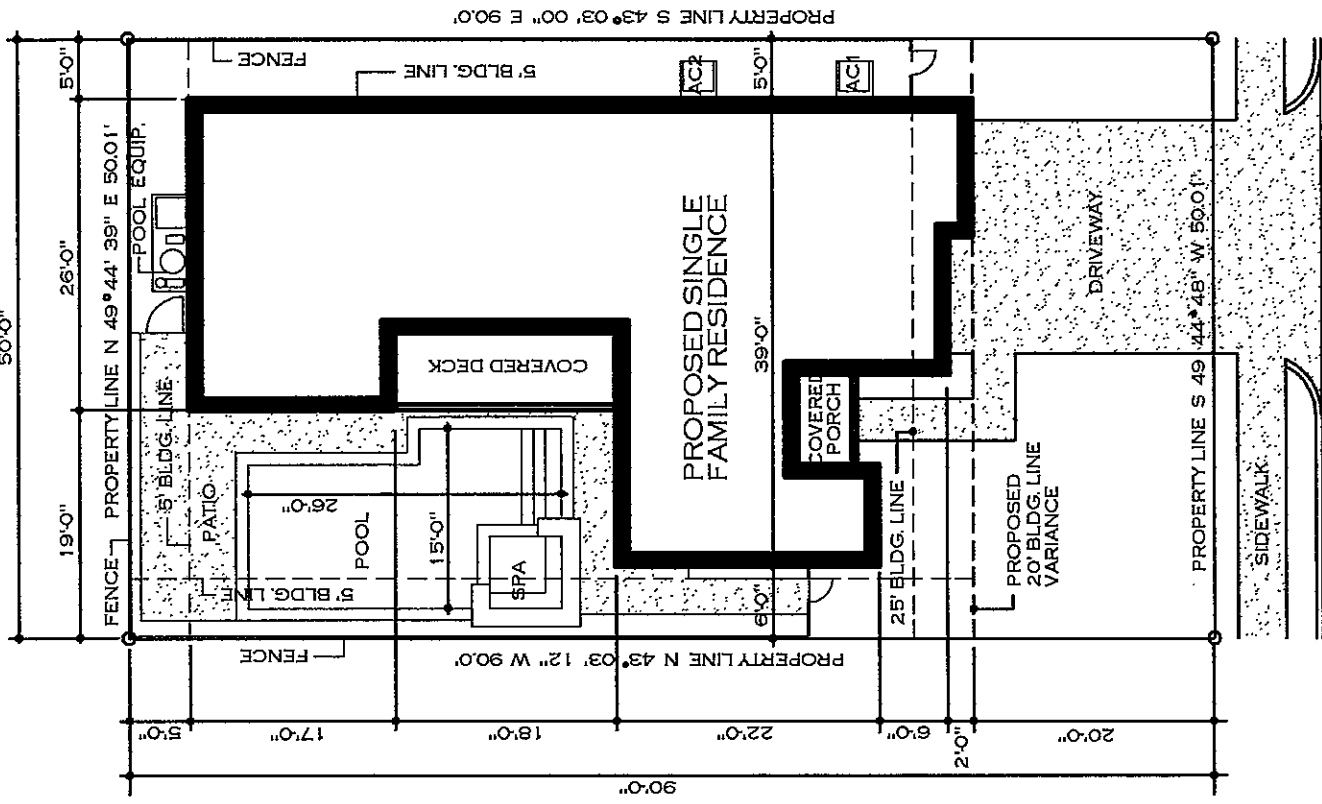 PROPERTY LINE S 43° 03' 00" E 90.0'
50'-0"
5'-0"
26'-0"
19'-0"
FENCE
5' BLDG. LINE
AC2
AC1
5'-0"
PROPERTY LINE N 49° 44' 39" E 50.01'
POOL EQUIP.
FENCE
5' BLDG. LINE
PATIO
COVERED DECK
PROPOSED SINGLE
FAMILY RESIDENCE
39'-0"
26'-0"
POOL
15'-0"
SPA
5' BLDG. LINE
6'-0"
COVERED
PORCH
25' BLDG. LINE
PROPOSED
20' BLDG. LINE
VARIANCE
DRIVEWAY
PROPERTY LINE S 49° 44' 48" W 50.01'
SIDEWALK
FENCE
PROPERTY LINE N 43° 03' 12" W 90.0'
5'-0"
17'-0"
18'-0"
22'-0"
6'-0"
2'-0"
20'-0"
90'-0"